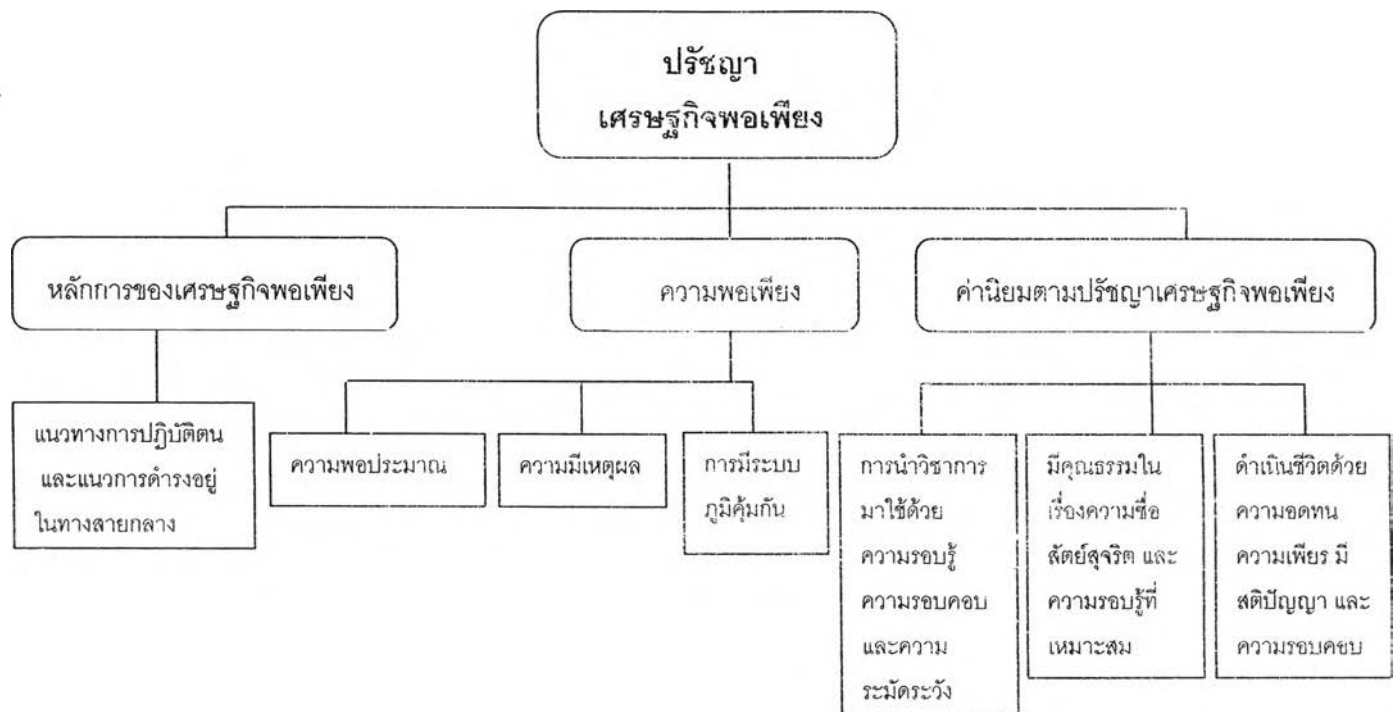 ปรัชญา
เศรษฐกิจพอเพียง
หลักการของเศรษฐกิจพอเพียง
ความพอเพียง
ค่านิยมตามปรัชญาเศรษฐกิจพอเพียง
แนวทางการปฏิบัติตน
และแนวการดำรงอยู่
ในทางสายกลาง
ความพอประมาณ
ความมีเหตุผล
การมีระบบ
ภูมิคุ้มกัน
การนำวิชาการ
มาใช้ด้วย
ความรอบรู้
ความรอบคอบ
และความ
ระมัดระวัง
มีคุณธรรมใน
เรื่องความซื่อ
สัตย์สุจริต และ
ความรอบรู้ที่
เหมาะสม
ดำเนินชีวิตด้วย
ความอดทน
ความเพียร มี
สติปัญญา และ
ความรอบคอบ